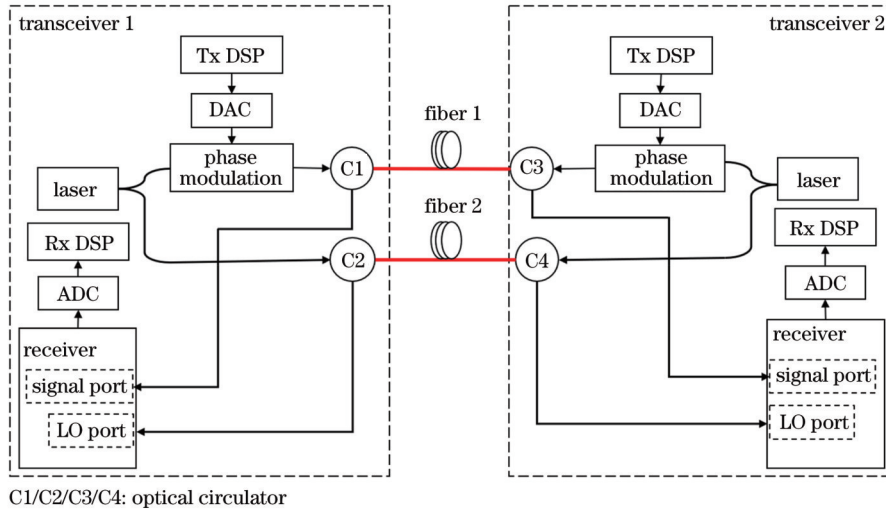 transceiver 1
transceiver 2
Tx DSP
Tx DSP
DAC
fiber 1
DAC
phase
modulation
C1
C3
phase
modulation
laser
laser
fiber 2
Rx DSP
Rx DSP
C2
C4
ADC
ADC
receiver
receiver
signal port
signal port
LO port
LO port
C1/C2/C3/C4: optical circulator